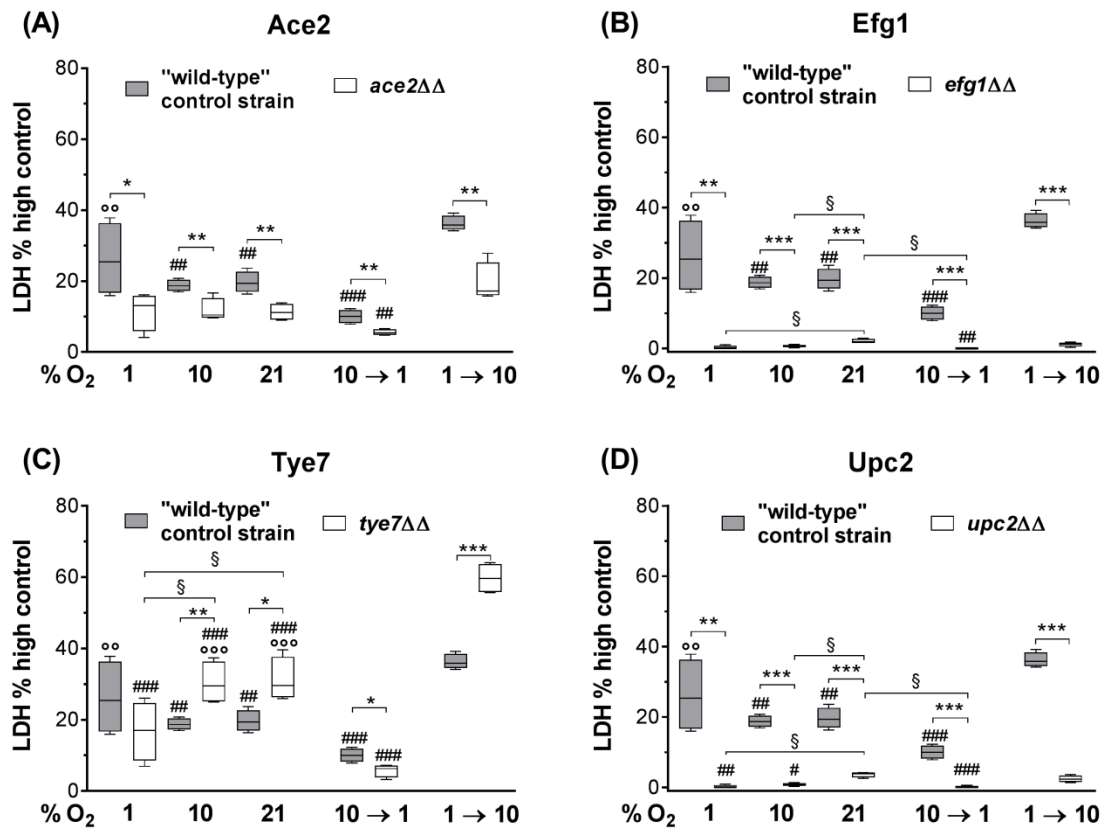 (A)
Ace2
LDH % high control
80
60
40
20
0
"wild-type"
control strain
ace2ΔΔ
*
**
**
**
**
°°
##
##
###
##
% O2
1
10
21
10 → 1
1 → 10
(B)
Efg1
LDH % high control
80
60
40
20
0
"wild-type"
control strain
efg1ΔΔ
**
§
***
***
§
***
***
§
°°
##
##
###
##
% O2
1
10
21
10 → 1
1 → 10
(C)
Tye7
LDH % high control
80
60
40
20
0
"wild-type"
control strain
tye7ΔΔ
§
§
**
*
*
***
°°
###
##
###
°°°
##
###
°°°
###
###
% O2
1
10
21
10 → 1
1 → 10
(D)
Upc2
LDH % high control
80
60
40
20
0
"wild-type"
control strain
upc2ΔΔ
**
§
***
***
§
***
***
§
°°
##
##
##
#
###
###
% O2
1
10
21
10 → 1
1 → 10